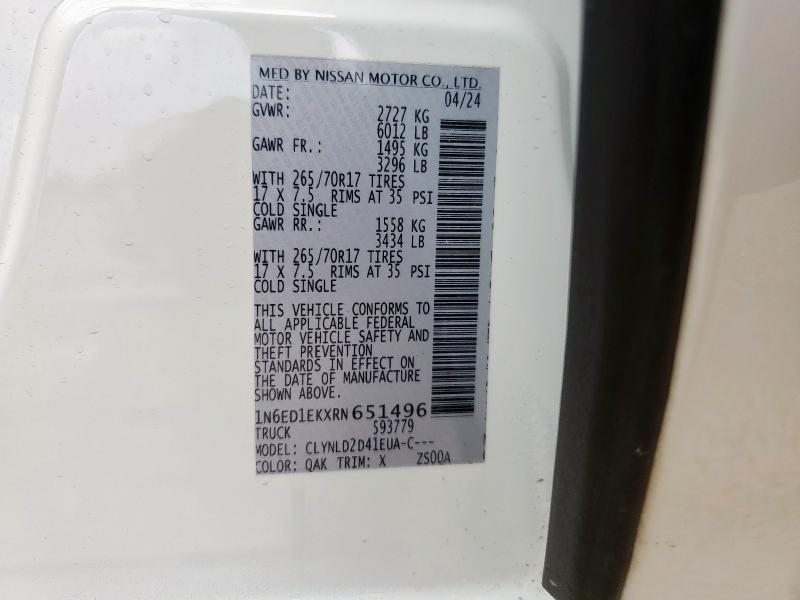 MFD BY NISSAN MOTOR CO., LTD.
DATE: 04/24
GVWR: 2727 KG
6012 LB
GAWR FR.: 1495 KG
3296 LB
WITH 265/70R17 TIRES
17 X 7.5 RIMS AT 35 PSI
COLD SINGLE
GAWR RR.: 1558 KG
3434 LB
WITH 265/70R17 TIRES
17 X 7.5 RIMS AT 35 PSI
COLD SINGLE
THIS VEHICLE CONFORMS TO
ALL APPLICABLE FEDERAL
MOTOR VEHICLE SAFETY AND
THEFT PREVENTION
STANDARDS IN EFFECT ON
THE DATE OF MANUFACTURE
SHOWN ABOVE.
1N6ED1EKXRN651496
TRUCK 593779
MODEL: CLYNLD2D41EUA-C---
COLOR: QAK TRIM: X ZS00A